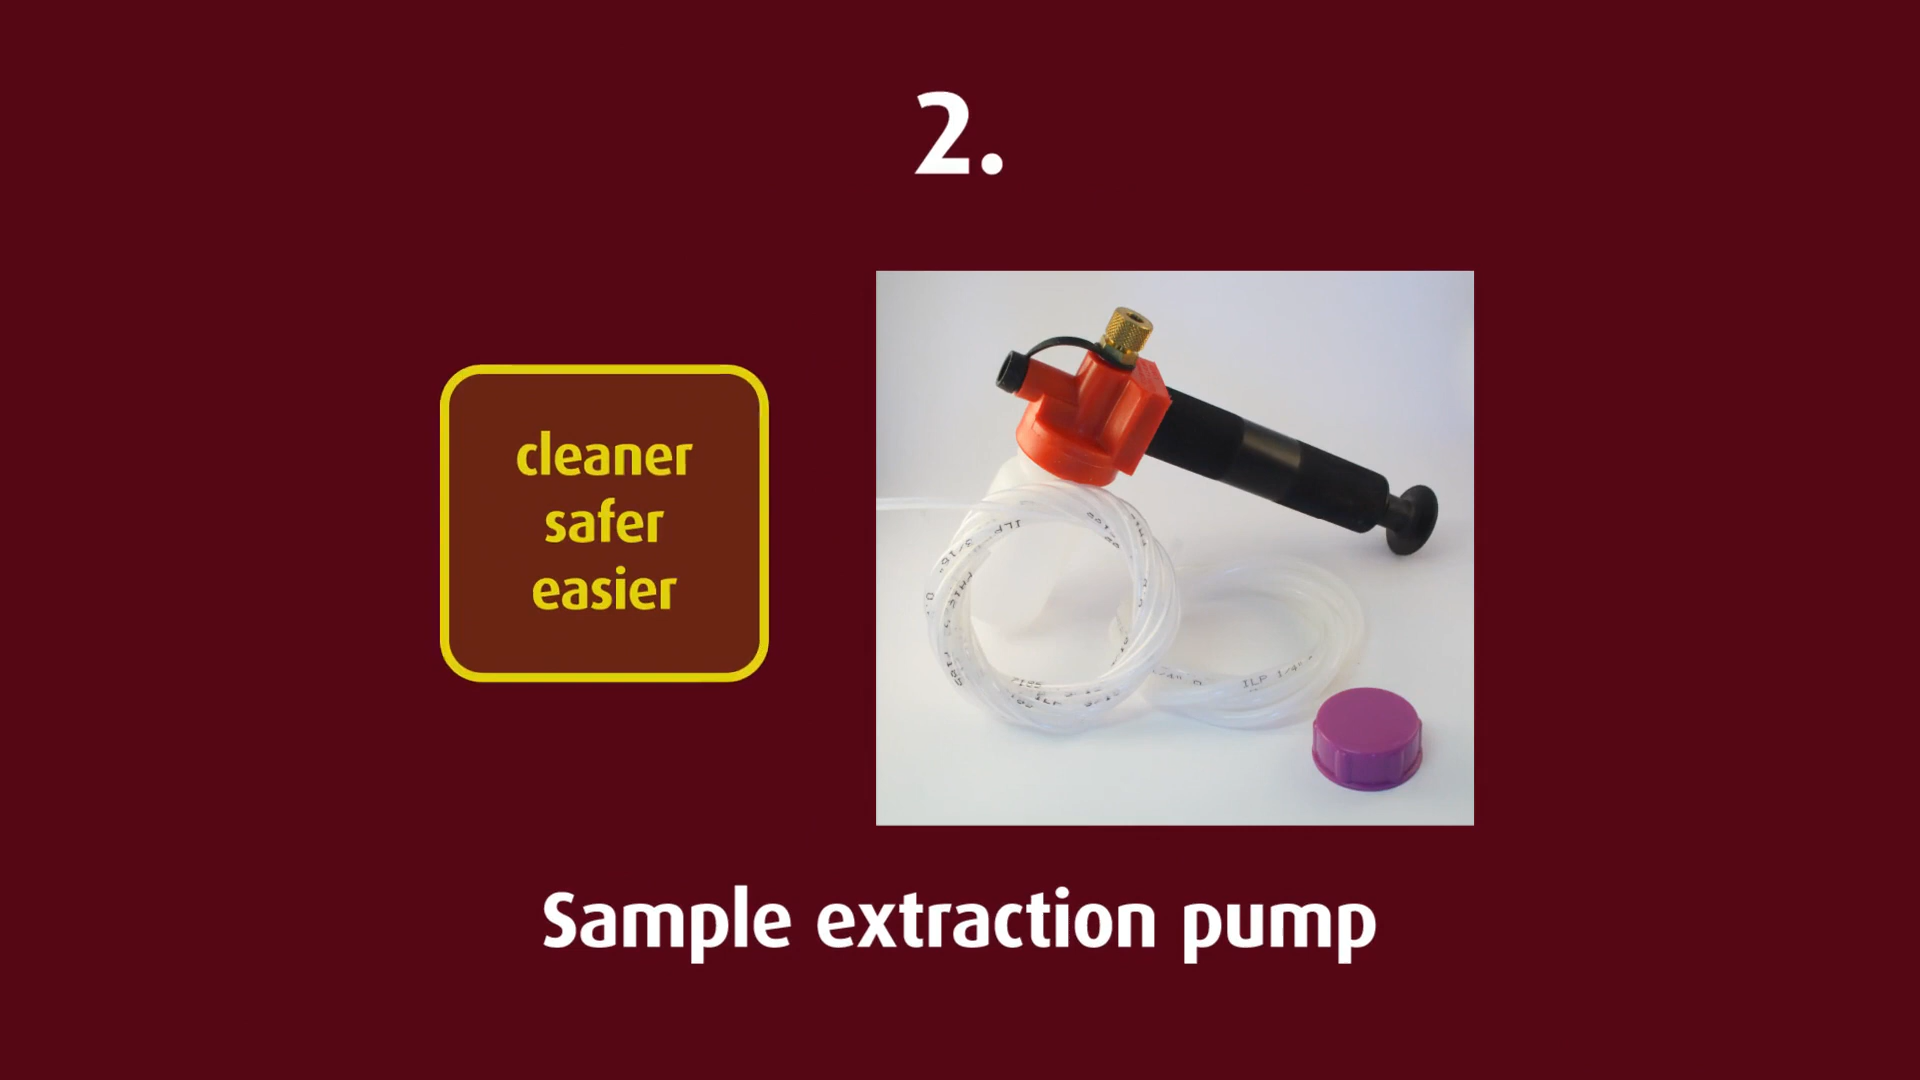 2.
cleaner
safer
easier
Sample extraction pump